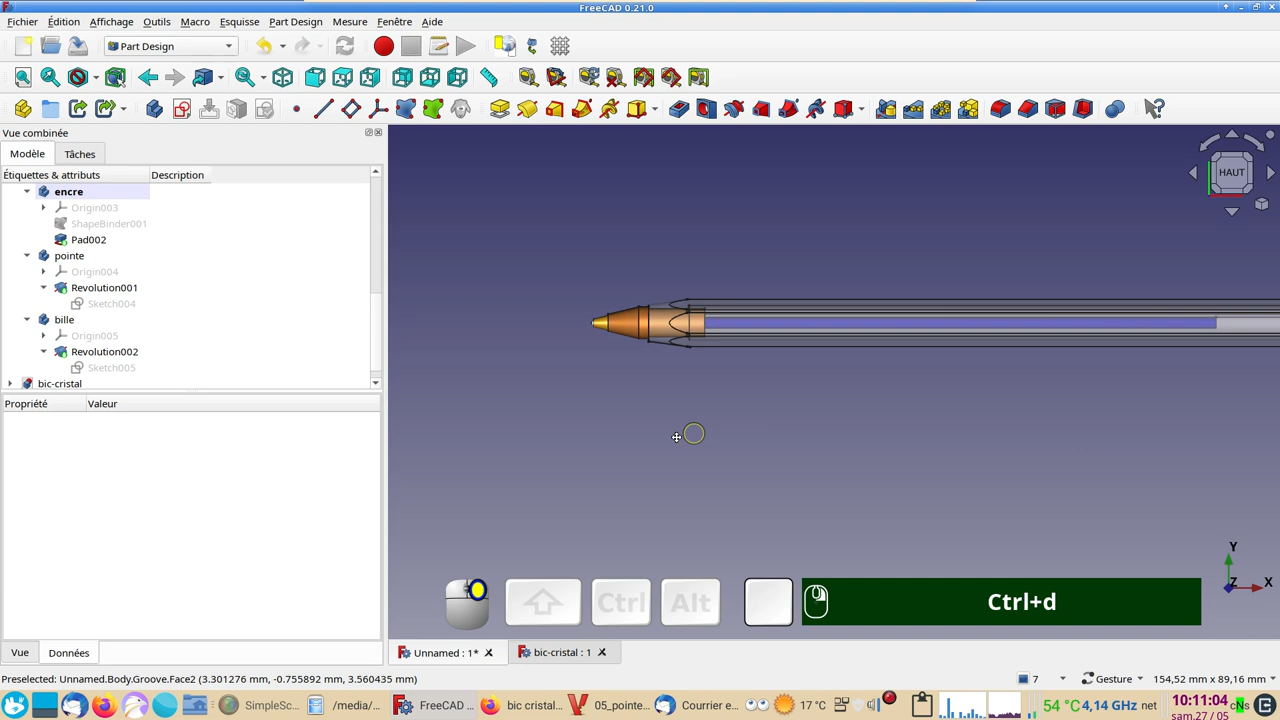 FreeCAD 0.21.0
Fichier Édition Affichage Outils Macro Esquisse Part Design Mesure Fenêtre Aide
Part Design
Vue combinée
Modèle Tâches
Étiquettes & attributs Description
encre
Origin003
ShapeBinder001
Pad002
pointe
Origin004
Revolution001
Sketch004
bille
Origin005
Revolution002
Sketch005
bic-cristal
Propriété Valeur
HAUT
Y
Z X
Ctrl Alt Ctrl+d
Vue Données
Unnamed : 1* bic-cristal : 1
Preselected: Unnamed.Body.Groove.Face2 (3.301276 mm, -0.755892 mm, 3.560435 mm) 7 Gesture 154,52 mm x 89,16 mm
SimpleSc... /media/... FreeCAD ... bic cristal... 05_pointe... Courrier e... 17 °C 54 °C 4,14 GHz net 10:11:04
sam.27 / 05